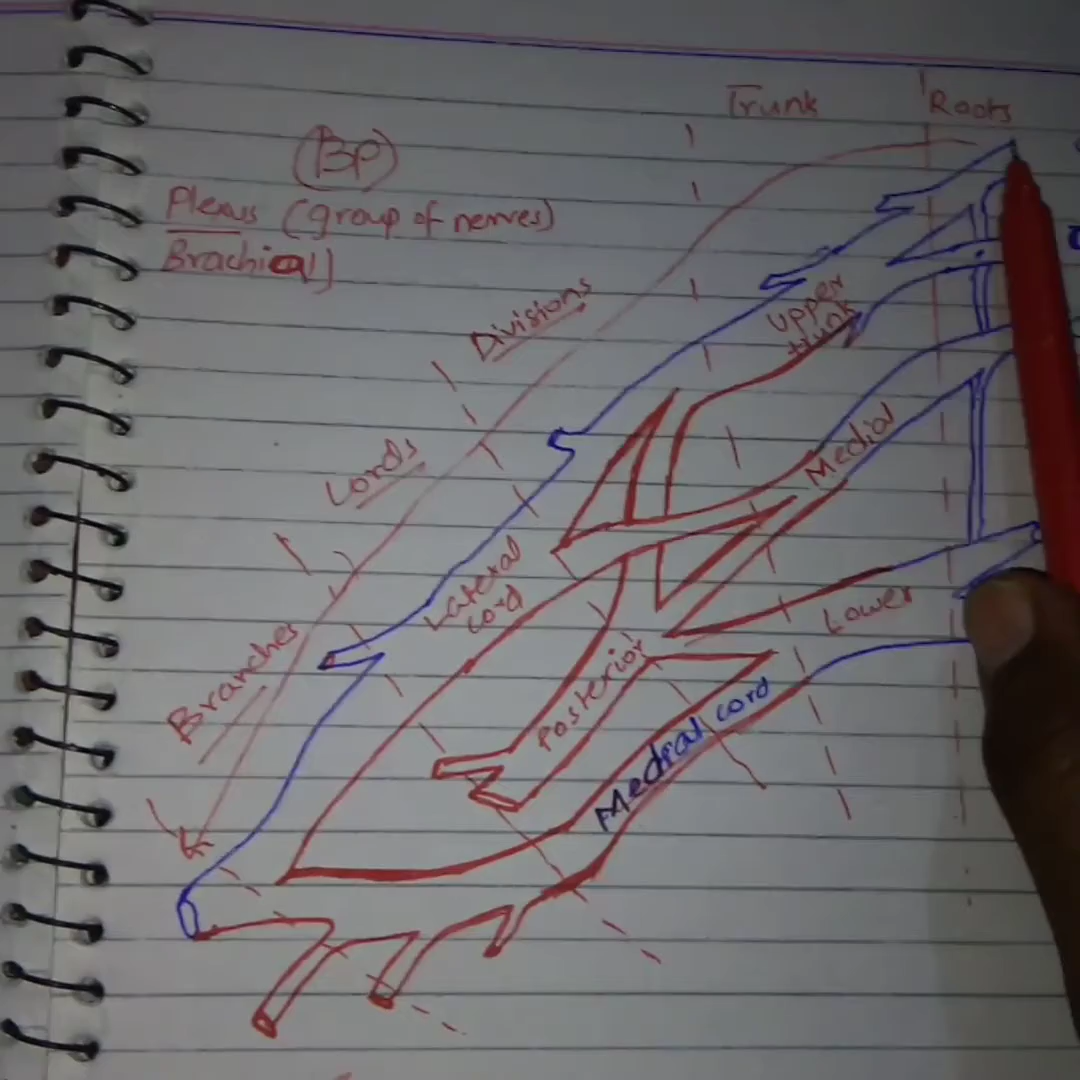 Trunk
Roots
BP
Plexus (group of nerves)
Brachical]
Divisions
Upper
trunk
Cords
Medial
Lateral
cord
Lower
Branches
Posterior
Medial cord